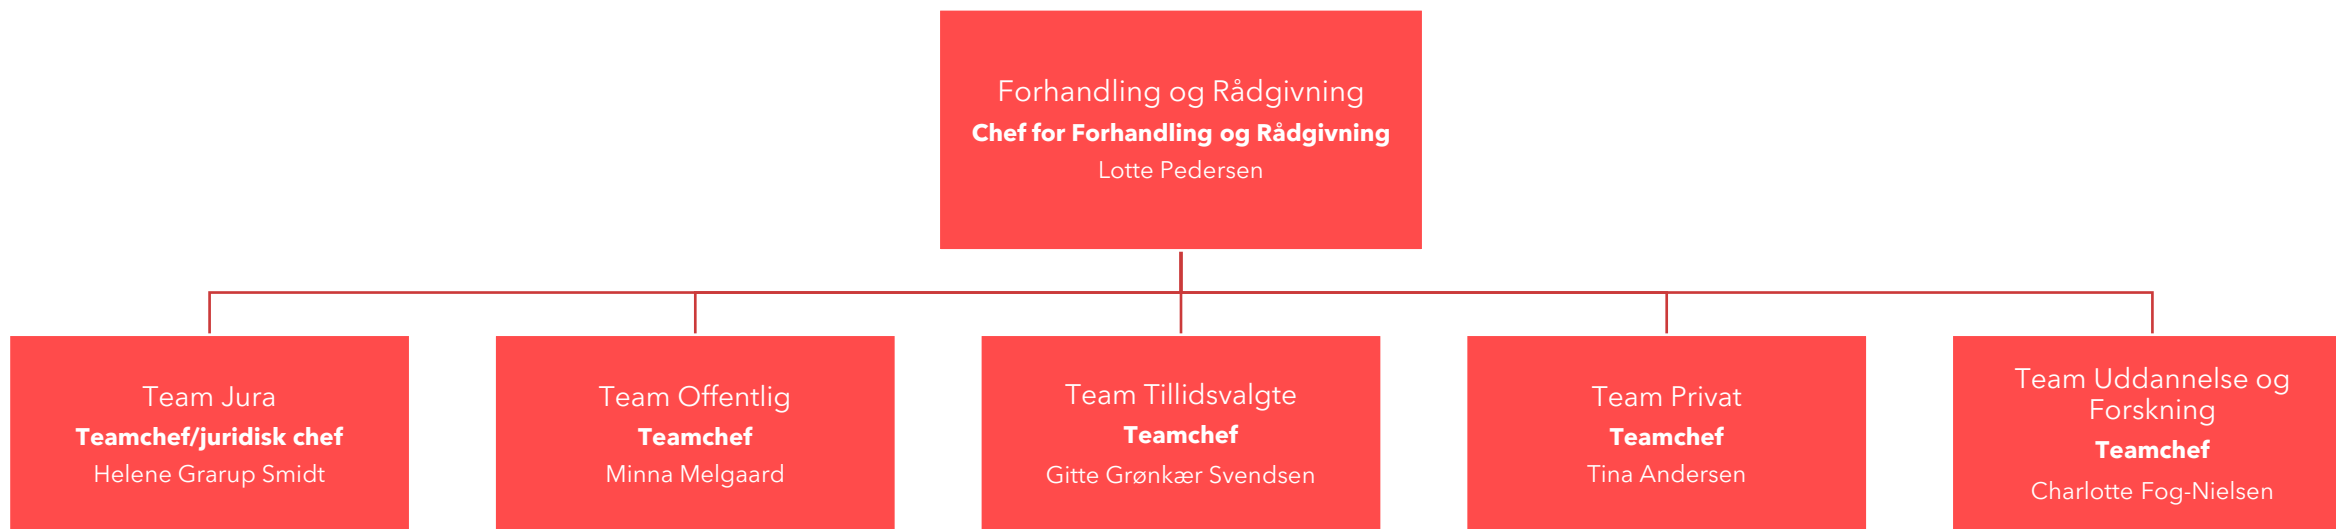 Forhandling og Rådgivning
Chef for Forhandling og Rådgivning
Lotte Pedersen
Team Jura
Teamchef/juridisk chef
Helene Grarup Smidt
Team Offentlig
Teamchef
Minna Melgaard
Team Tillidsvalgte
Teamchef
Gitte Grønkær Svendsen
Team Privat
Teamchef
Tina Andersen
Team Uddannelse og
Forskning
Teamchef
Charlotte Fog-Nielsen